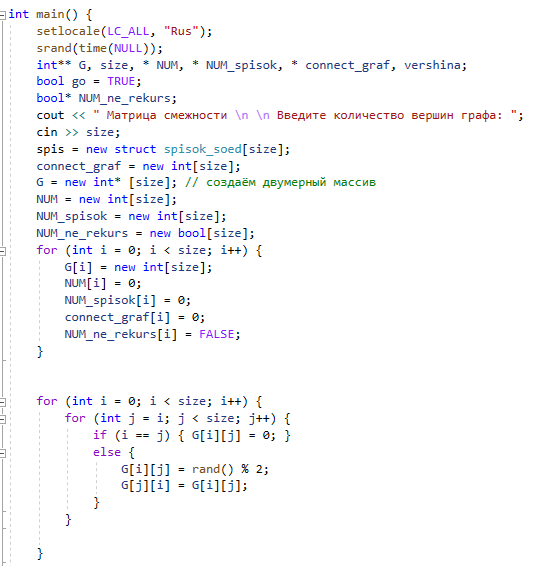 int main() {
    setlocale(LC_ALL, "Rus");
    srand(time(NULL));
    int** G, size, * NUM, * NUM_spisok, * connect_graf, vershina;
    bool go = TRUE;
    bool* NUM_ne_rekurs;
    cout << " Матрица смежности \n \n Введите количество вершин графа: ";
    cin >> size;
    spis = new struct spisok_soed[size];
    connect_graf = new int[size];
    G = new int* [size]; // создаём двумерный массив
    NUM = new int[size];
    NUM_spisok = new int[size];
    NUM_ne_rekurs = new bool[size];
    for (int i = 0; i < size; i++) {
        G[i] = new int[size];
        NUM[i] = 0;
        NUM_spisok[i] = 0;
        connect_graf[i] = 0;
        NUM_ne_rekurs[i] = FALSE;
    }
    for (int i = 0; i < size; i++) {
        for (int j = i; j < size; j++) {
            if (i == j) { G[i][j] = 0; }
            else {
                G[i][j] = rand() % 2;
                G[j][i] = G[i][j];
            }
        }
    }